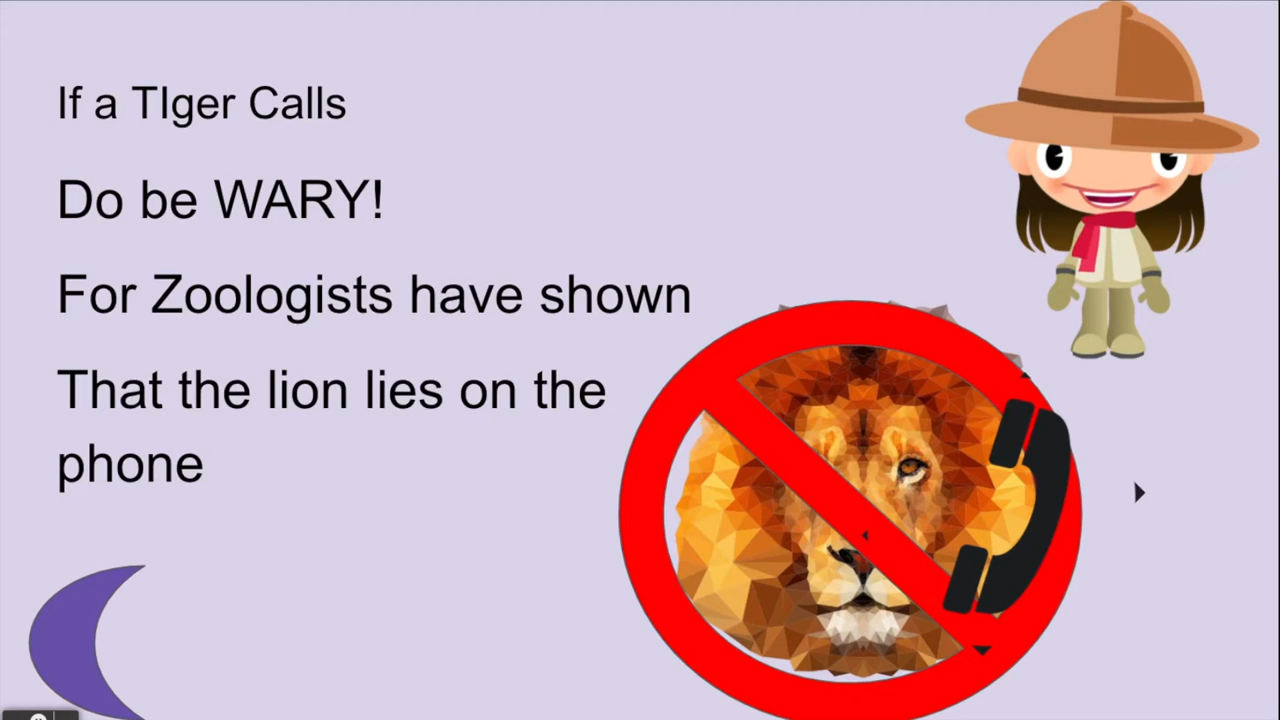 If a TIger Calls
Do be WARY!
For Zoologists have shown
That the lion lies on the
phone